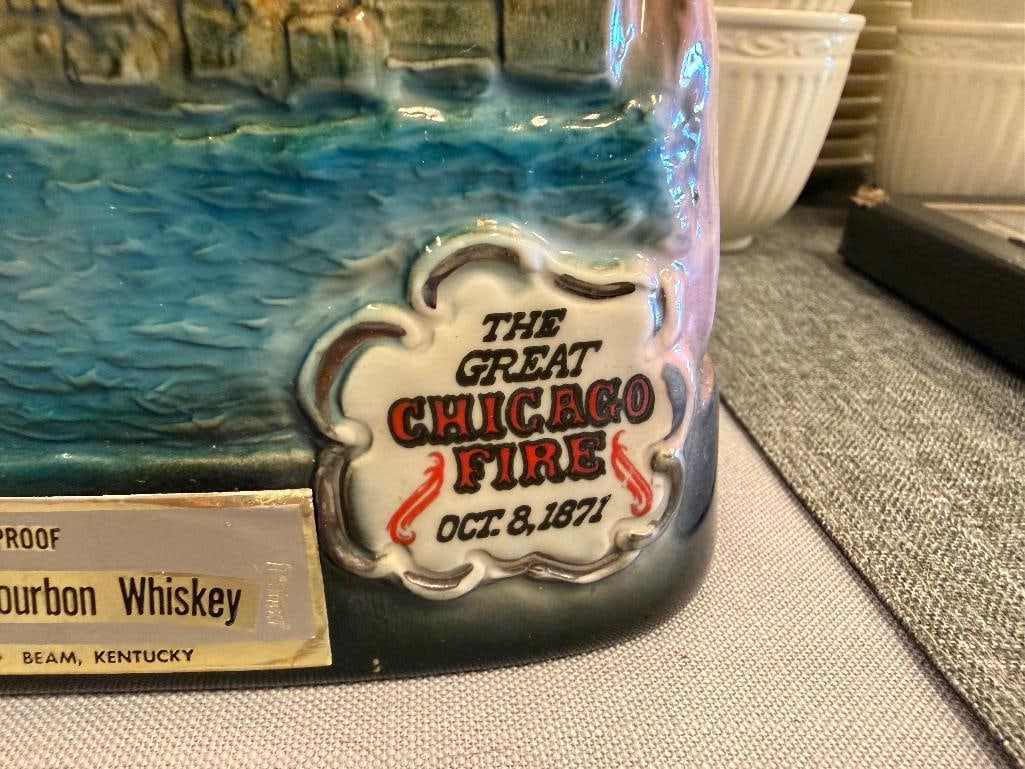 THE
GREAT
CHICAGO
FIRE
OCT. 8, 1871
PROOF
ourbon Whiskey
BEAM, KENTUCKY